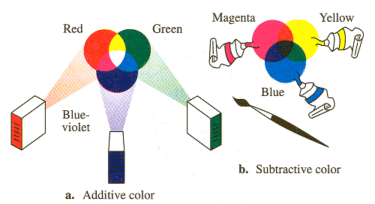 Red
Green
Blue-
violet
a. Additive color
Magenta
Yellow
Blue
b. Subtractive color